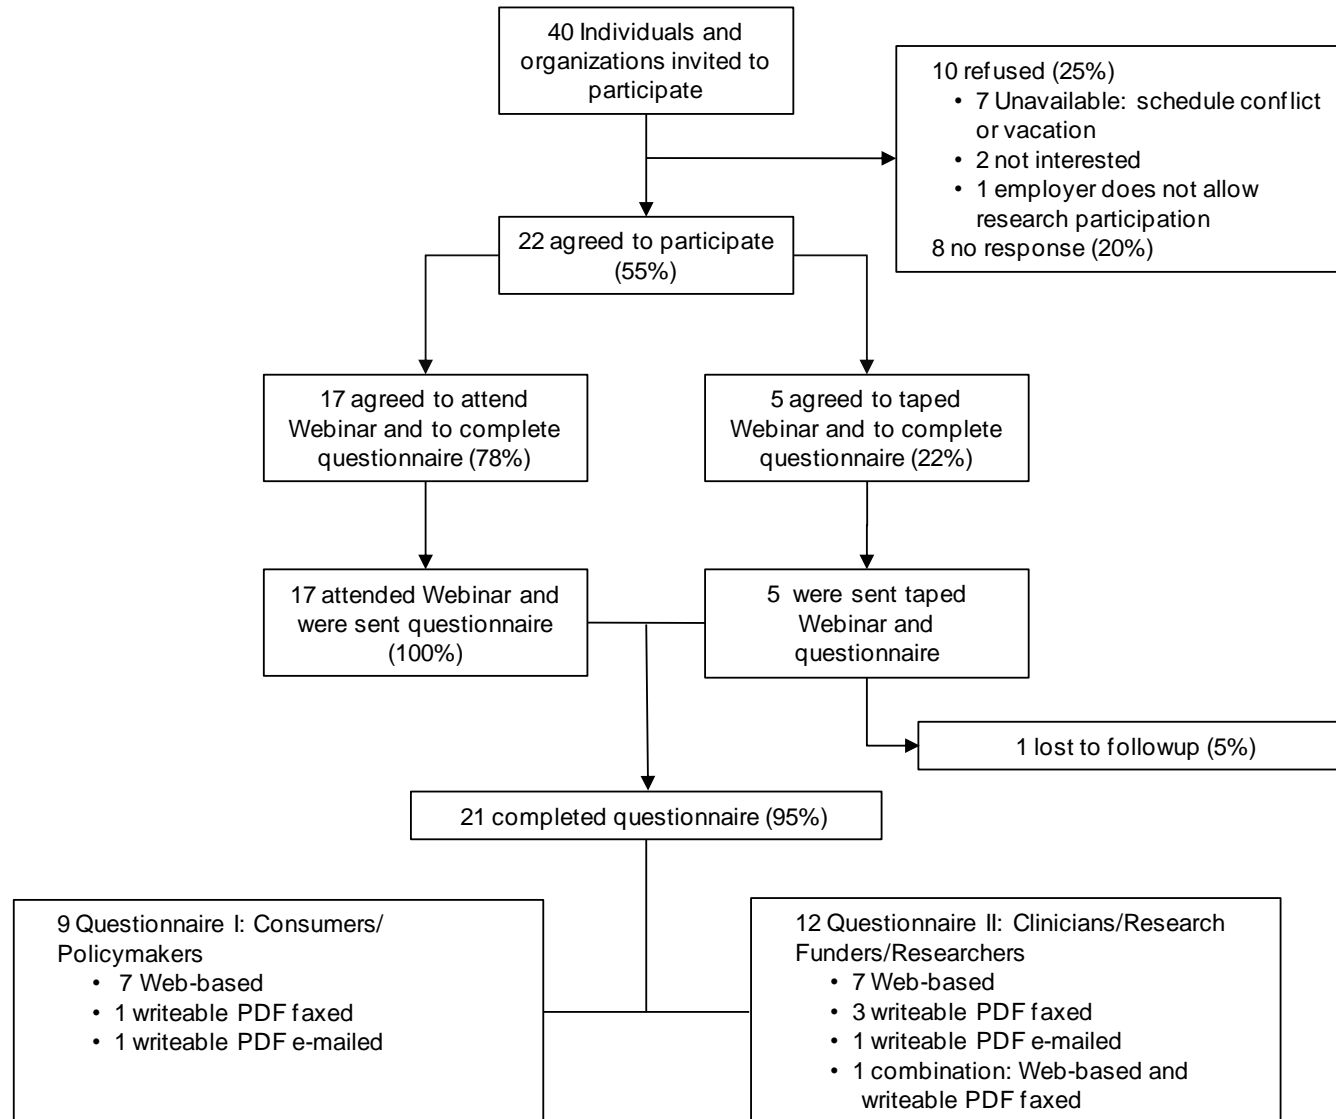 40 Individuals and
organizations invited to
participate
10 refused (25%)
• 7 Unavailable: schedule conflict
or vacation
• 2 not interested
• 1 employer does not allow
research participation
8 no response (20%)
22 agreed to participate
(55%)
17 agreed to attend
Webinar and to complete
questionnaire (78%)
5 agreed to taped
Webinar and to complete
questionnaire (22%)
17 attended Webinar and
were sent questionnaire
(100%)
5 were sent taped
Webinar and
questionnaire
1 lost to followup (5%)
21 completed questionnaire (95%)
9 Questionnaire I: Consumers/
Policymakers
• 7 Web-based
• 1 writeable PDF faxed
• 1 writeable PDF e-mailed
12 Questionnaire II: Clinicians/Research
Funders/Researchers
• 7 Web-based
• 3 writeable PDF faxed
• 1 writeable PDF e-mailed
• 1 combination: Web-based and
writeable PDF faxed